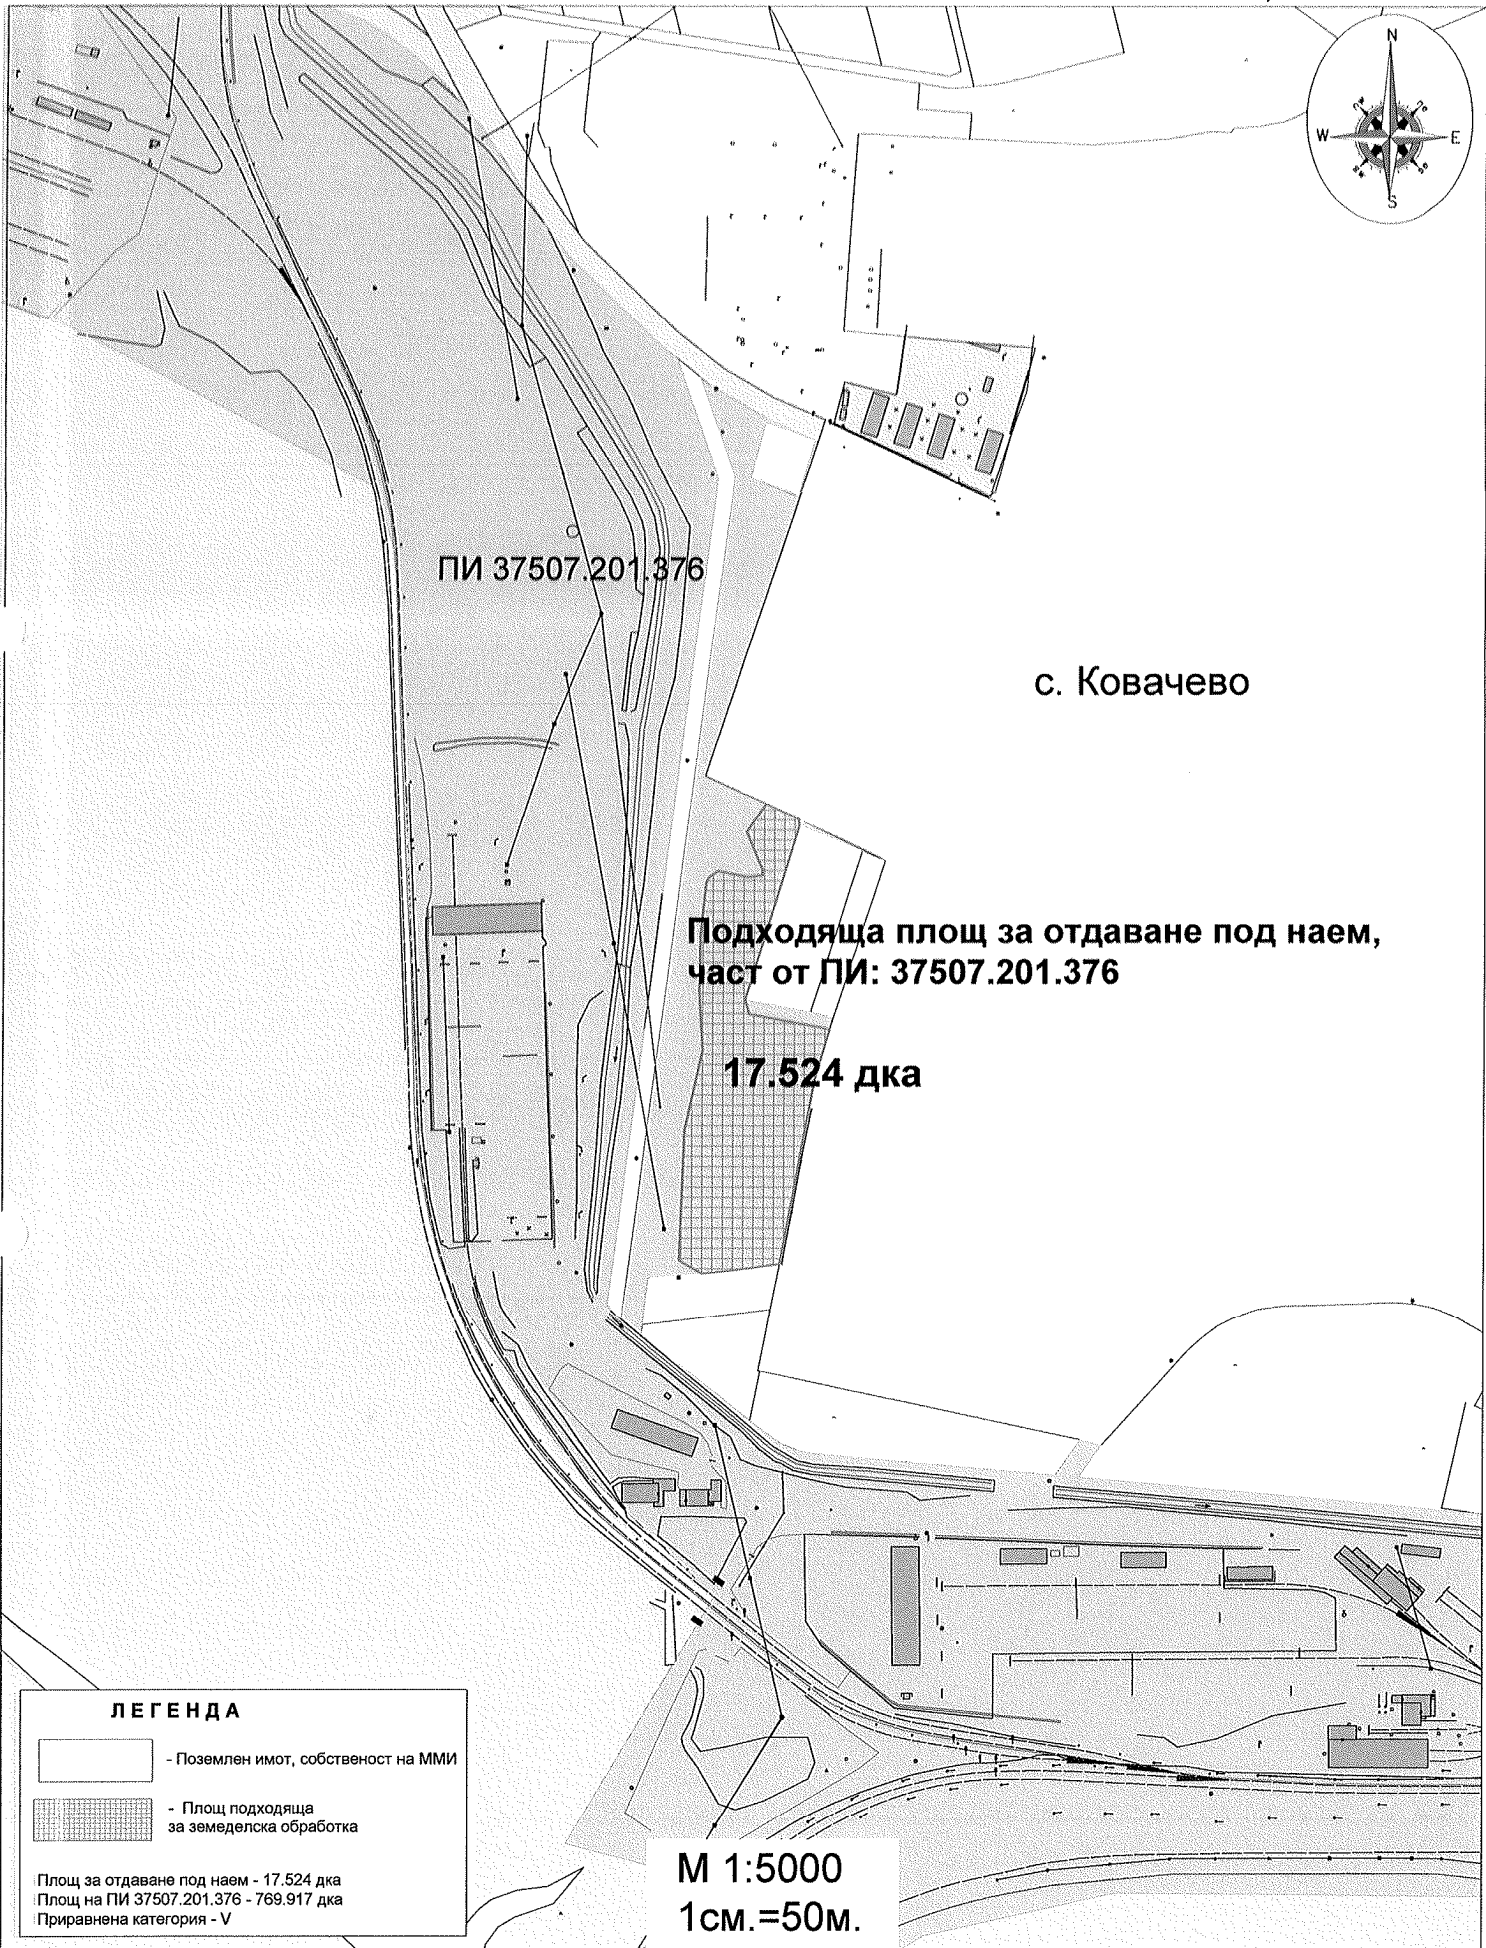 N
W
E
S
ПИ 37507.201.376
с. Ковачево
Подходяща площ за отдаване под наем,
част от ПИ: 37507.201.376
17.524 дка
ЛЕГЕНДА
- Поземлен имот, собственост на ММИ
- Площ подходяща
за земеделска обработка
Площ за отдаване под наем - 17.524 дка
Площ на ПИ 37507.201.376 - 769.917 дка
Приравнена категория - V
М 1:5000
1см.=50м.